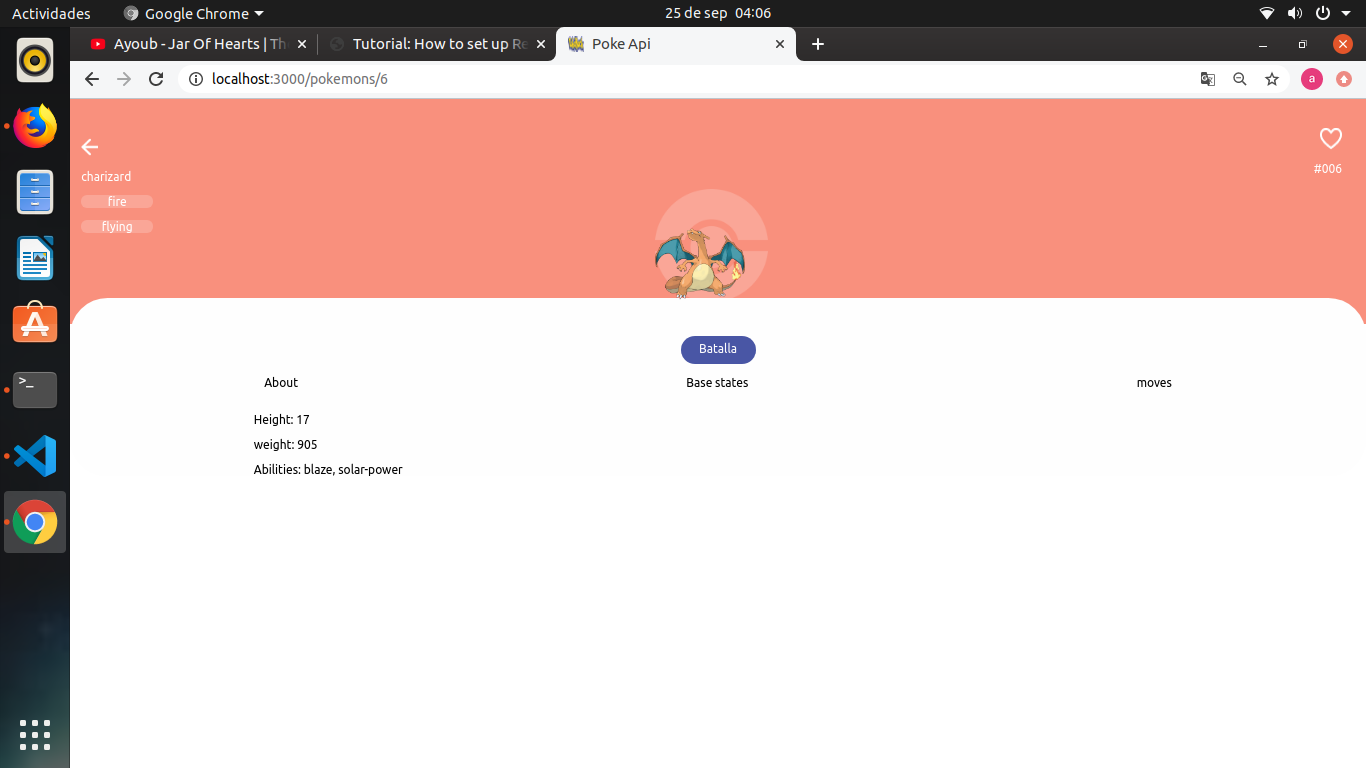 Actividades Google Chrome 25 de sep 04:06
Ayoub - Jar Of Hearts | Th Tutorial: How to set up Re Poke Api
localhost:3000/pokemons/6 a
charizard #006
fire
flying
Batalla
About Base states moves
Height: 17
weight: 905
Abilities: blaze, solar-power